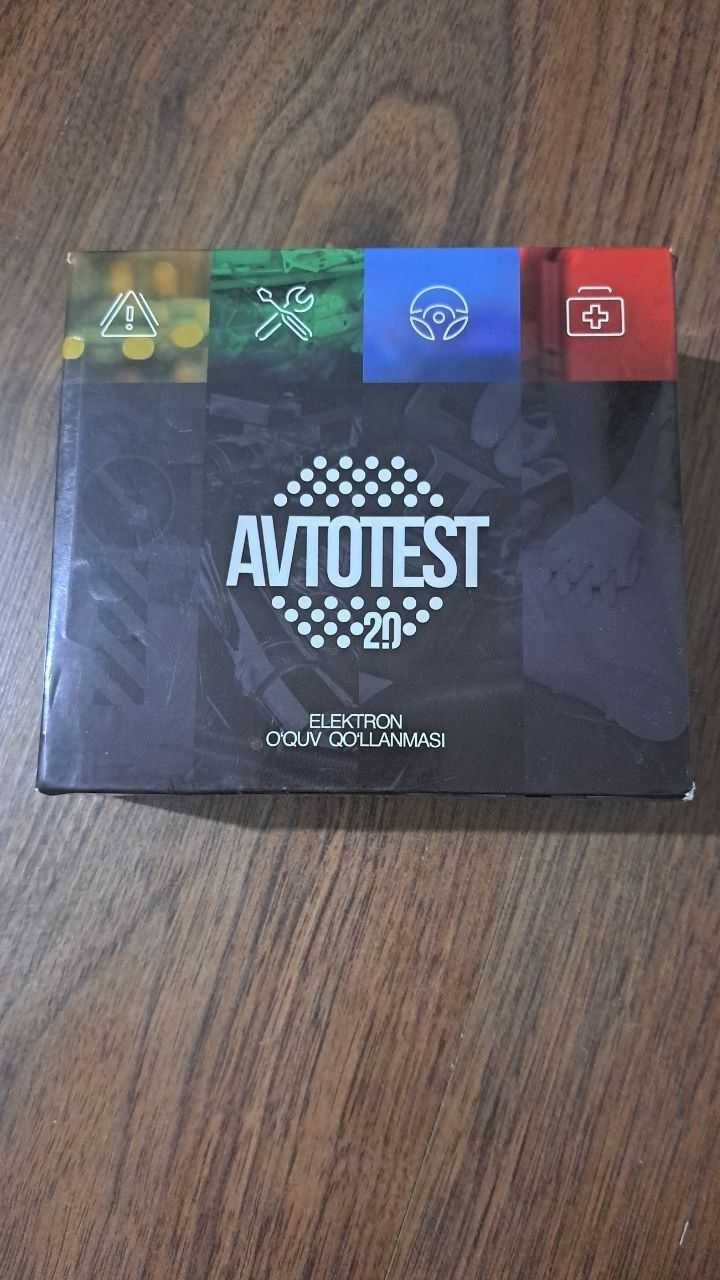 AVTOTEST
2.0
ELEKTRON
O‘QUV QO‘LLANMASI